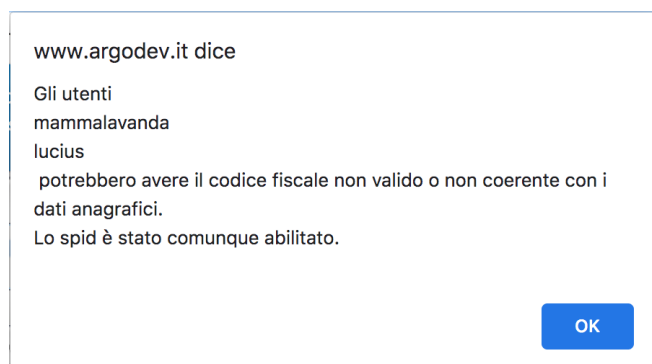 www.argodev.it dice
Gli utenti
mammalavanda
lucius
potrebbero avere il codice fiscale non valido o non coerente con i
dati anagrafici.
Lo spid è stato comunque abilitato.
OK